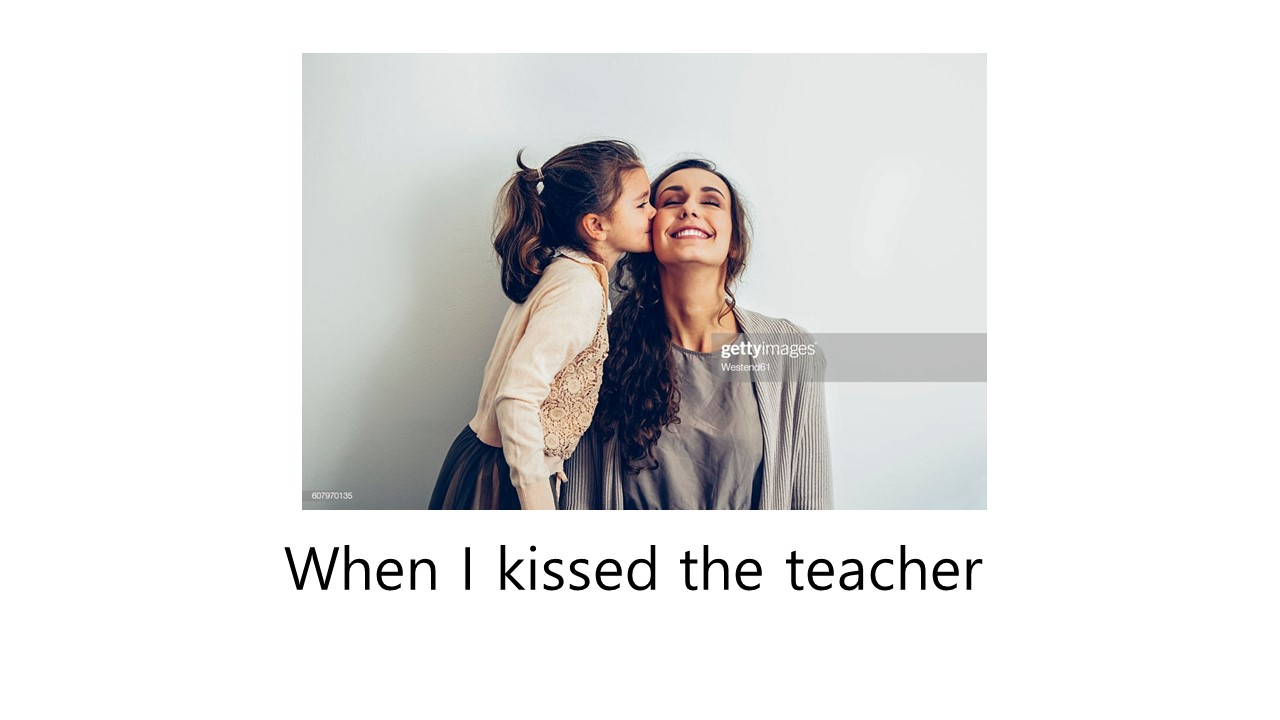 gettyimages
Westend61
607970135
When I kissed the teacher